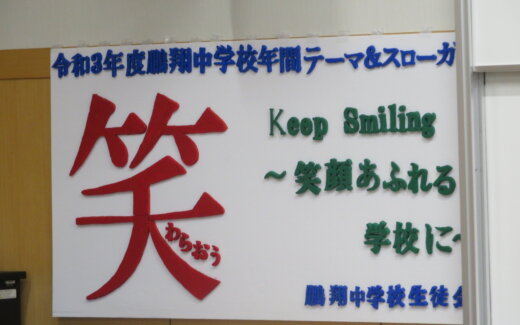 令和3年度鵬翔中学校年間テーマ&スローガ
笑
わらおう
Keep Smiling
～笑顔あふれる
学校に～
鵬翔中学校生徒会